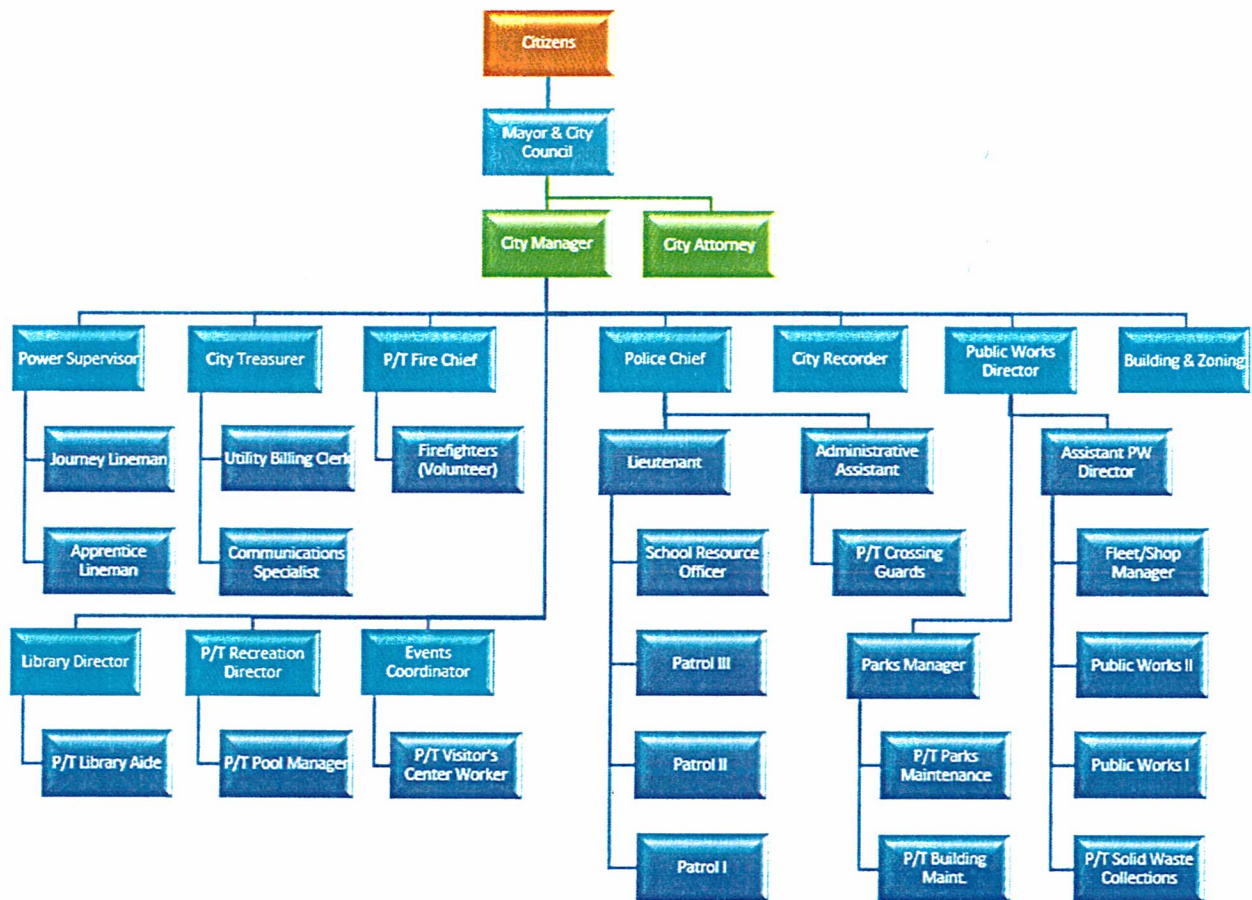 Citizens
Mayor & City
Council
City Manager
City Attorney
Power Supervisor
City Treasurer
P/T Fire Chief
Police Chief
City Recorder
Public Works
Director
Building & Zoning
Journey Lineman
Utility Billing Clerk
Firefighters
(Volunteer)
Lieutenant
Administrative
Assistant
Assistant PW
Director
Apprentice
Lineman
Communications
Specialist
School Resource
Officer
P/T Crossing
Guards
Fleet/Shop
Manager
Library Director
P/T Recreation
Director
Events
Coordinator
Patrol III
Parks Manager
Public Works II
P/T Library Aide
P/T Pool Manager
P/T Visitor's
Center Worker
Patrol II
P/T Parks
Maintenance
Public Works I
Patrol I
P/T Building
Maint.
P/T Solid Waste
Collections